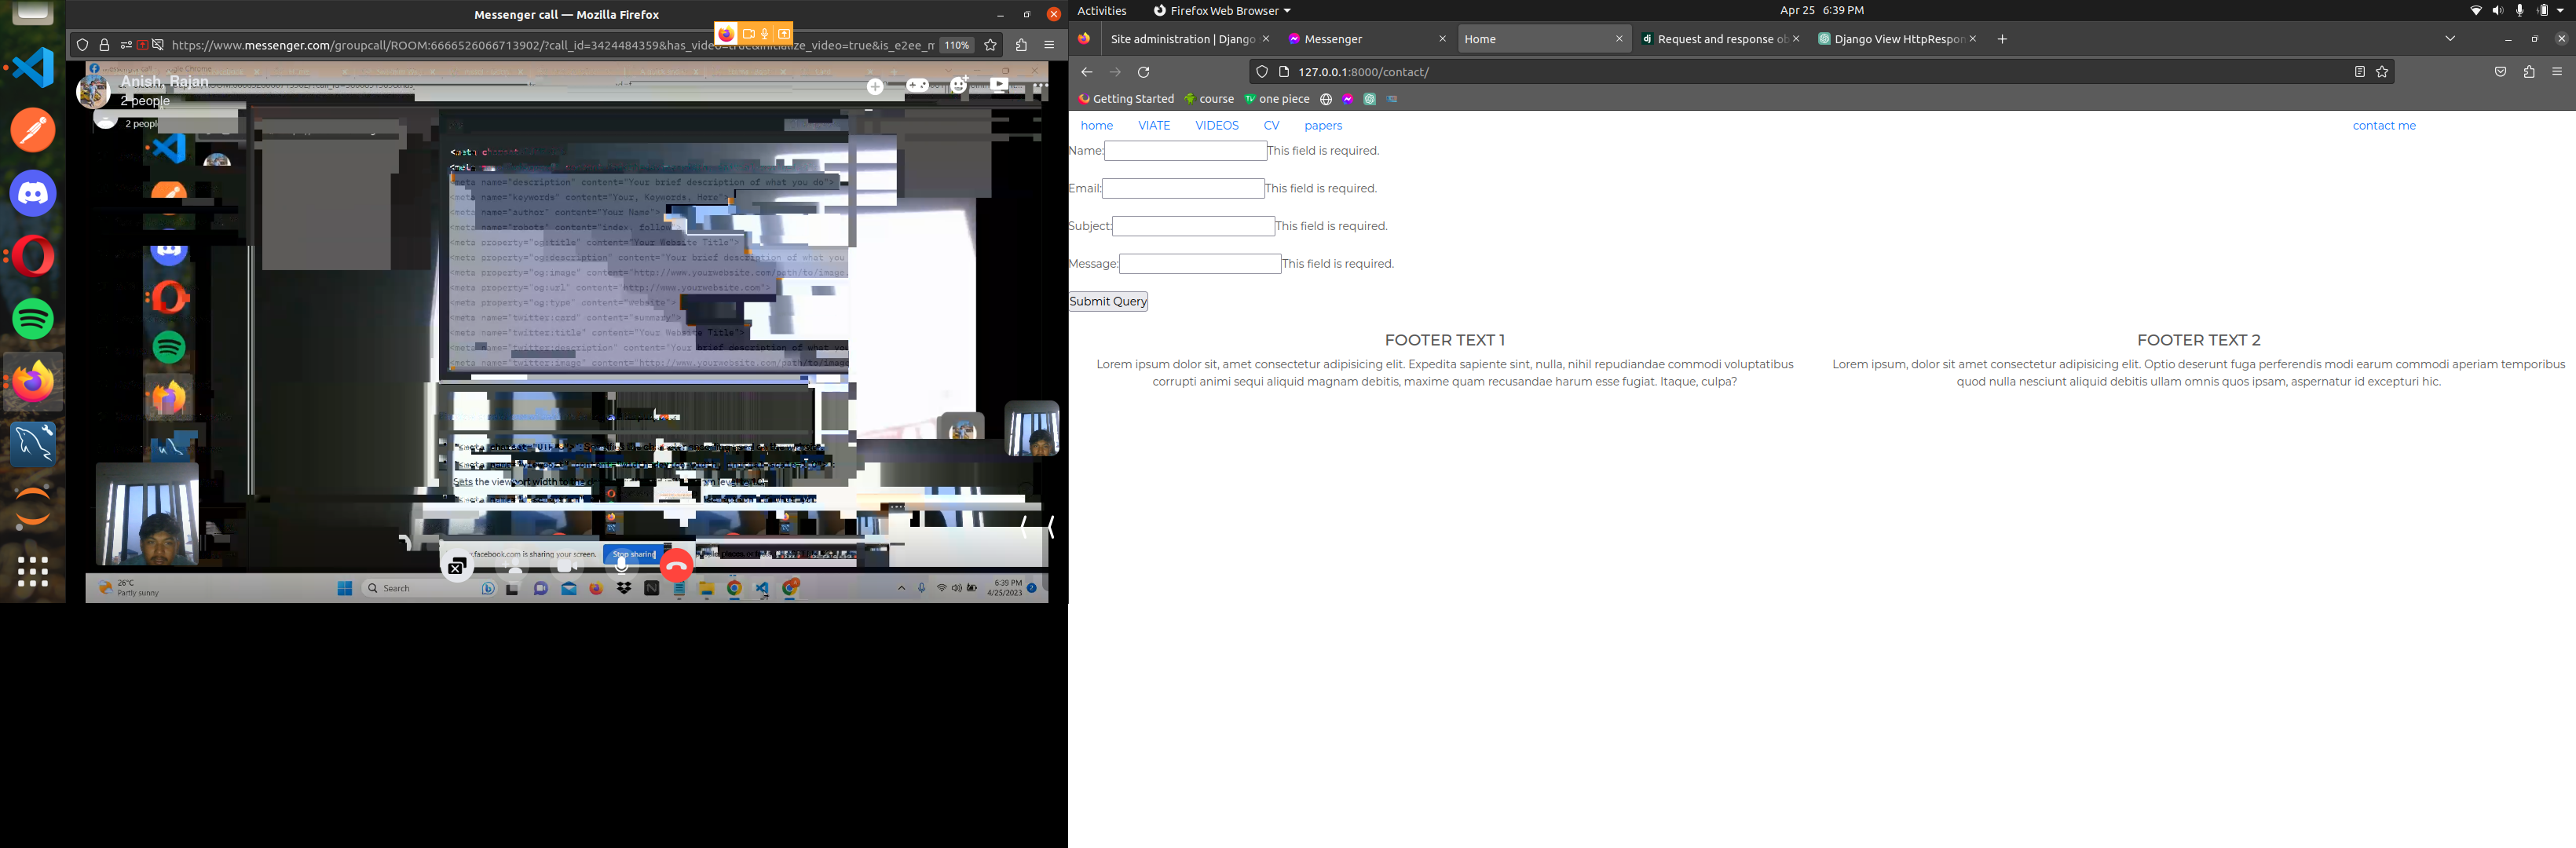 Messenger call — Mozilla Firefox
https://www.messenger.com/groupcall/ROOM:6666526066713902/?call_id=3424484359&has_video=true&initialize_video=true&is_e2ee_m
110%
Anish, Rajan
2 people
2 peopl
<meta name="description" content="Your brief description of what you do">
<meta name="keywords" content="Your, Keywords, Here">
<meta name="author" content="Your Name">
<meta name="robots" content="index, follow
<meta property="og:title" content="Your Website Title">
<meta property="og:description" content="Your brief description of what you
<meta property="og:image" content="http://www.yourwebsite.com/path/to/image.
<meta property="og:url" content="http://www.yourwebsite.com">
<meta property="og:type" content="website">
<meta name="twitter:card" content="summary">
<meta name="twitter:title" content="Your Website Title">
<meta name="twitter:description" content="Your brief description of what yo
<meta name="twitter:image" content="http://www.yourwebsite.com/path/to/image
Sets the viewport width to the
.facebook.com is sharing your screen.
Stop sharing
26°C
Partly sunny
Search
6:39 PM
4/25/2023
2
Activities
Firefox Web Browser
Apr 25 6:39 PM
Site administration | Django
Messenger
Home
Request and response ob
Django View HttpRespon
127.0.0.1:8000/contact/
Getting Started
course
one piece
home
VIATE
VIDEOS
CV
papers
contact me
Name:
This field is required.
Email:
This field is required.
Subject:
This field is required.
Message:
This field is required.
Submit Query
FOOTER TEXT 1
Lorem ipsum dolor sit, amet consectetur adipisicing elit. Expedita sapiente sint, nulla, nihil repudiandae commodi voluptatibus
corrupti animi sequi aliquid magnam debitis, maxime quam recusandae harum esse fugiat. Itaque, culpa?
FOOTER TEXT 2
Lorem ipsum, dolor sit amet consectetur adipisicing elit. Optio deserunt fuga perferendis modi earum commodi aperiam temporibus
quod nulla nesciunt aliquid debitis ullam omnis quos ipsam, aspernatur id excepturi hic.